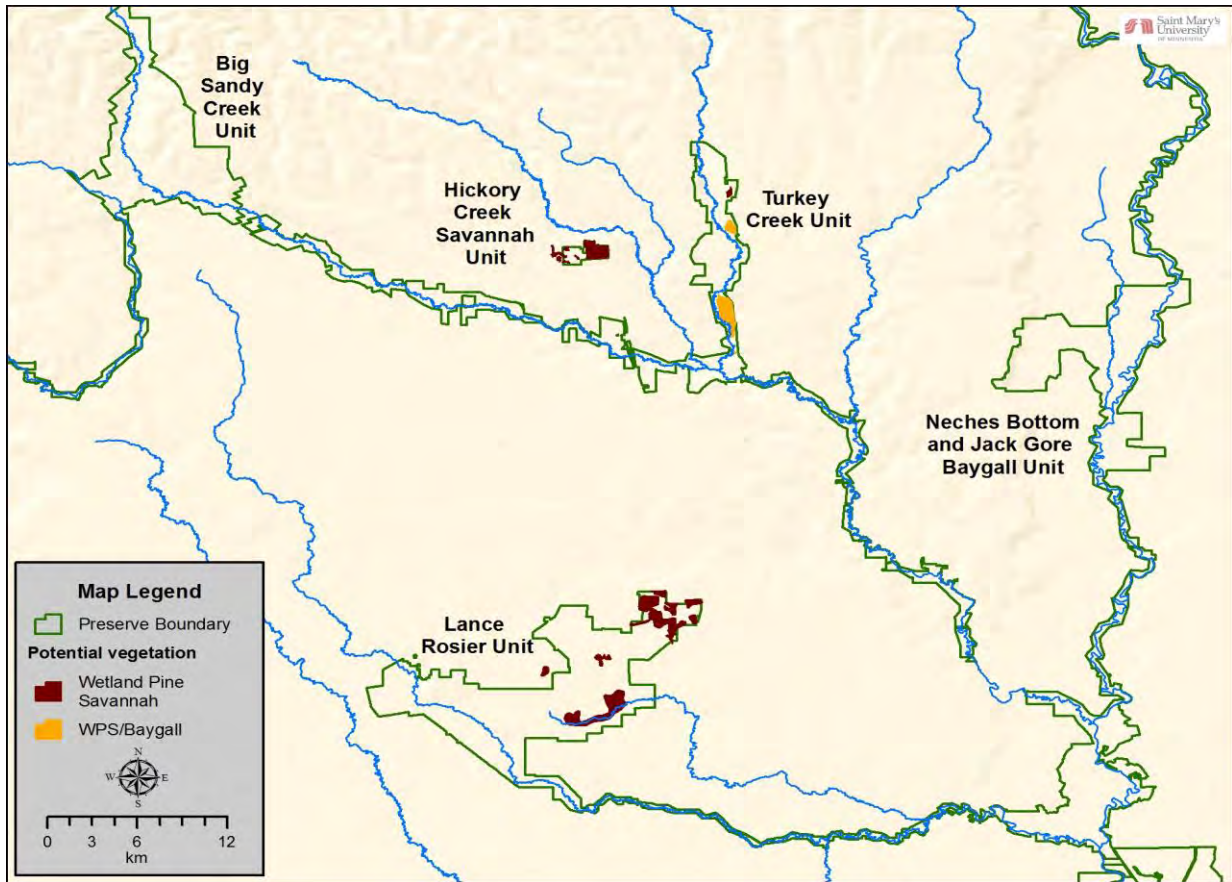 Saint Mary's
University
OF MINNESOTA
Big
Sandy
Creek
Unit
Hickory
Creek
Savannah
Unit
Turkey
Creek Unit
Neches Bottom
and Jack Gore
Baygall Unit
Lance
Rosier Unit
Map Legend
Preserve Boundary
Potential vegetation
Wetland Pine
Savannah
WPS/Baygall
N
W E
S
0 3 6 12
km